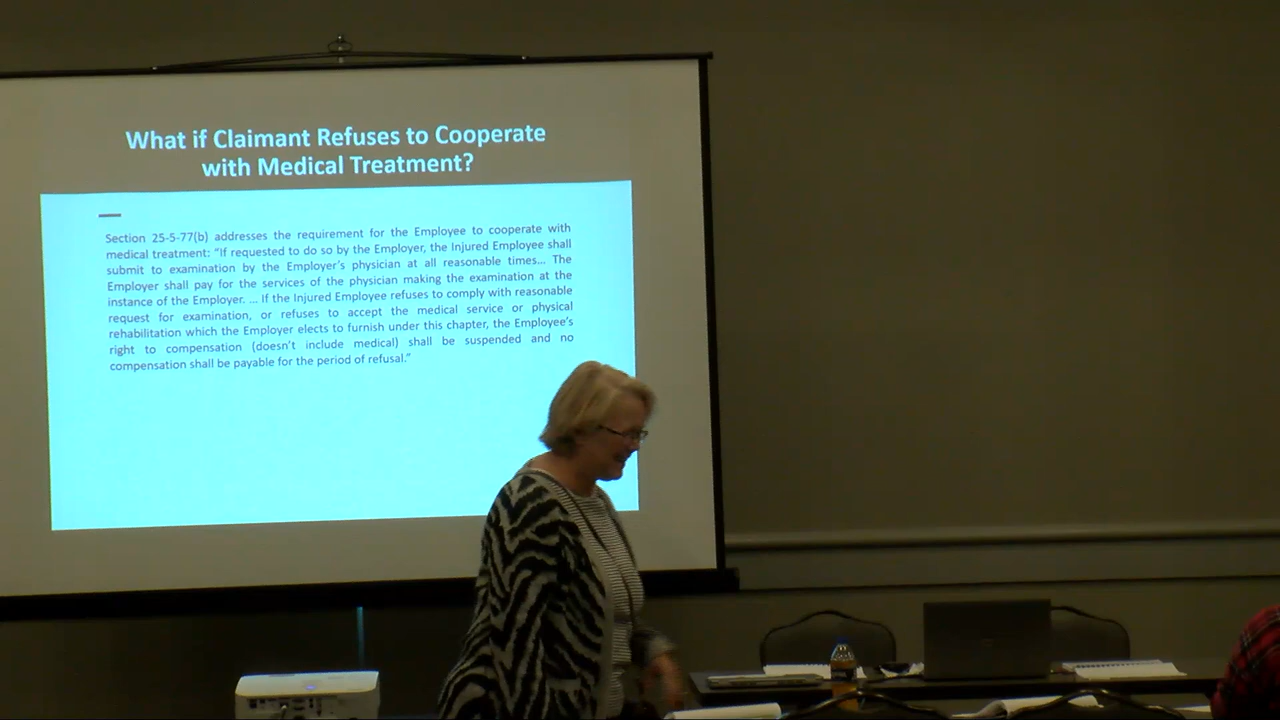 What if Claimant Refuses to Cooperate
with Medical Treatment?
Section 25-5-77(b) addresses the requirement for the Employee to cooperate with
medical treatment: “If requested to do so by the Employer, the Injured Employee shall
submit to examination by the Employer’s physician at all reasonable times... The
Employer shall pay for the services of the physician making the examination at the
instance of the Employer. ... If the Injured Employee refuses to comply with reasonable
request for examination, or refuses to accept the medical service or physical
rehabilitation which the Employer elects to furnish under this chapter, the Employee’s
right to compensation (doesn’t include medical) shall be suspended and no
compensation shall be payable for the period of refusal.”